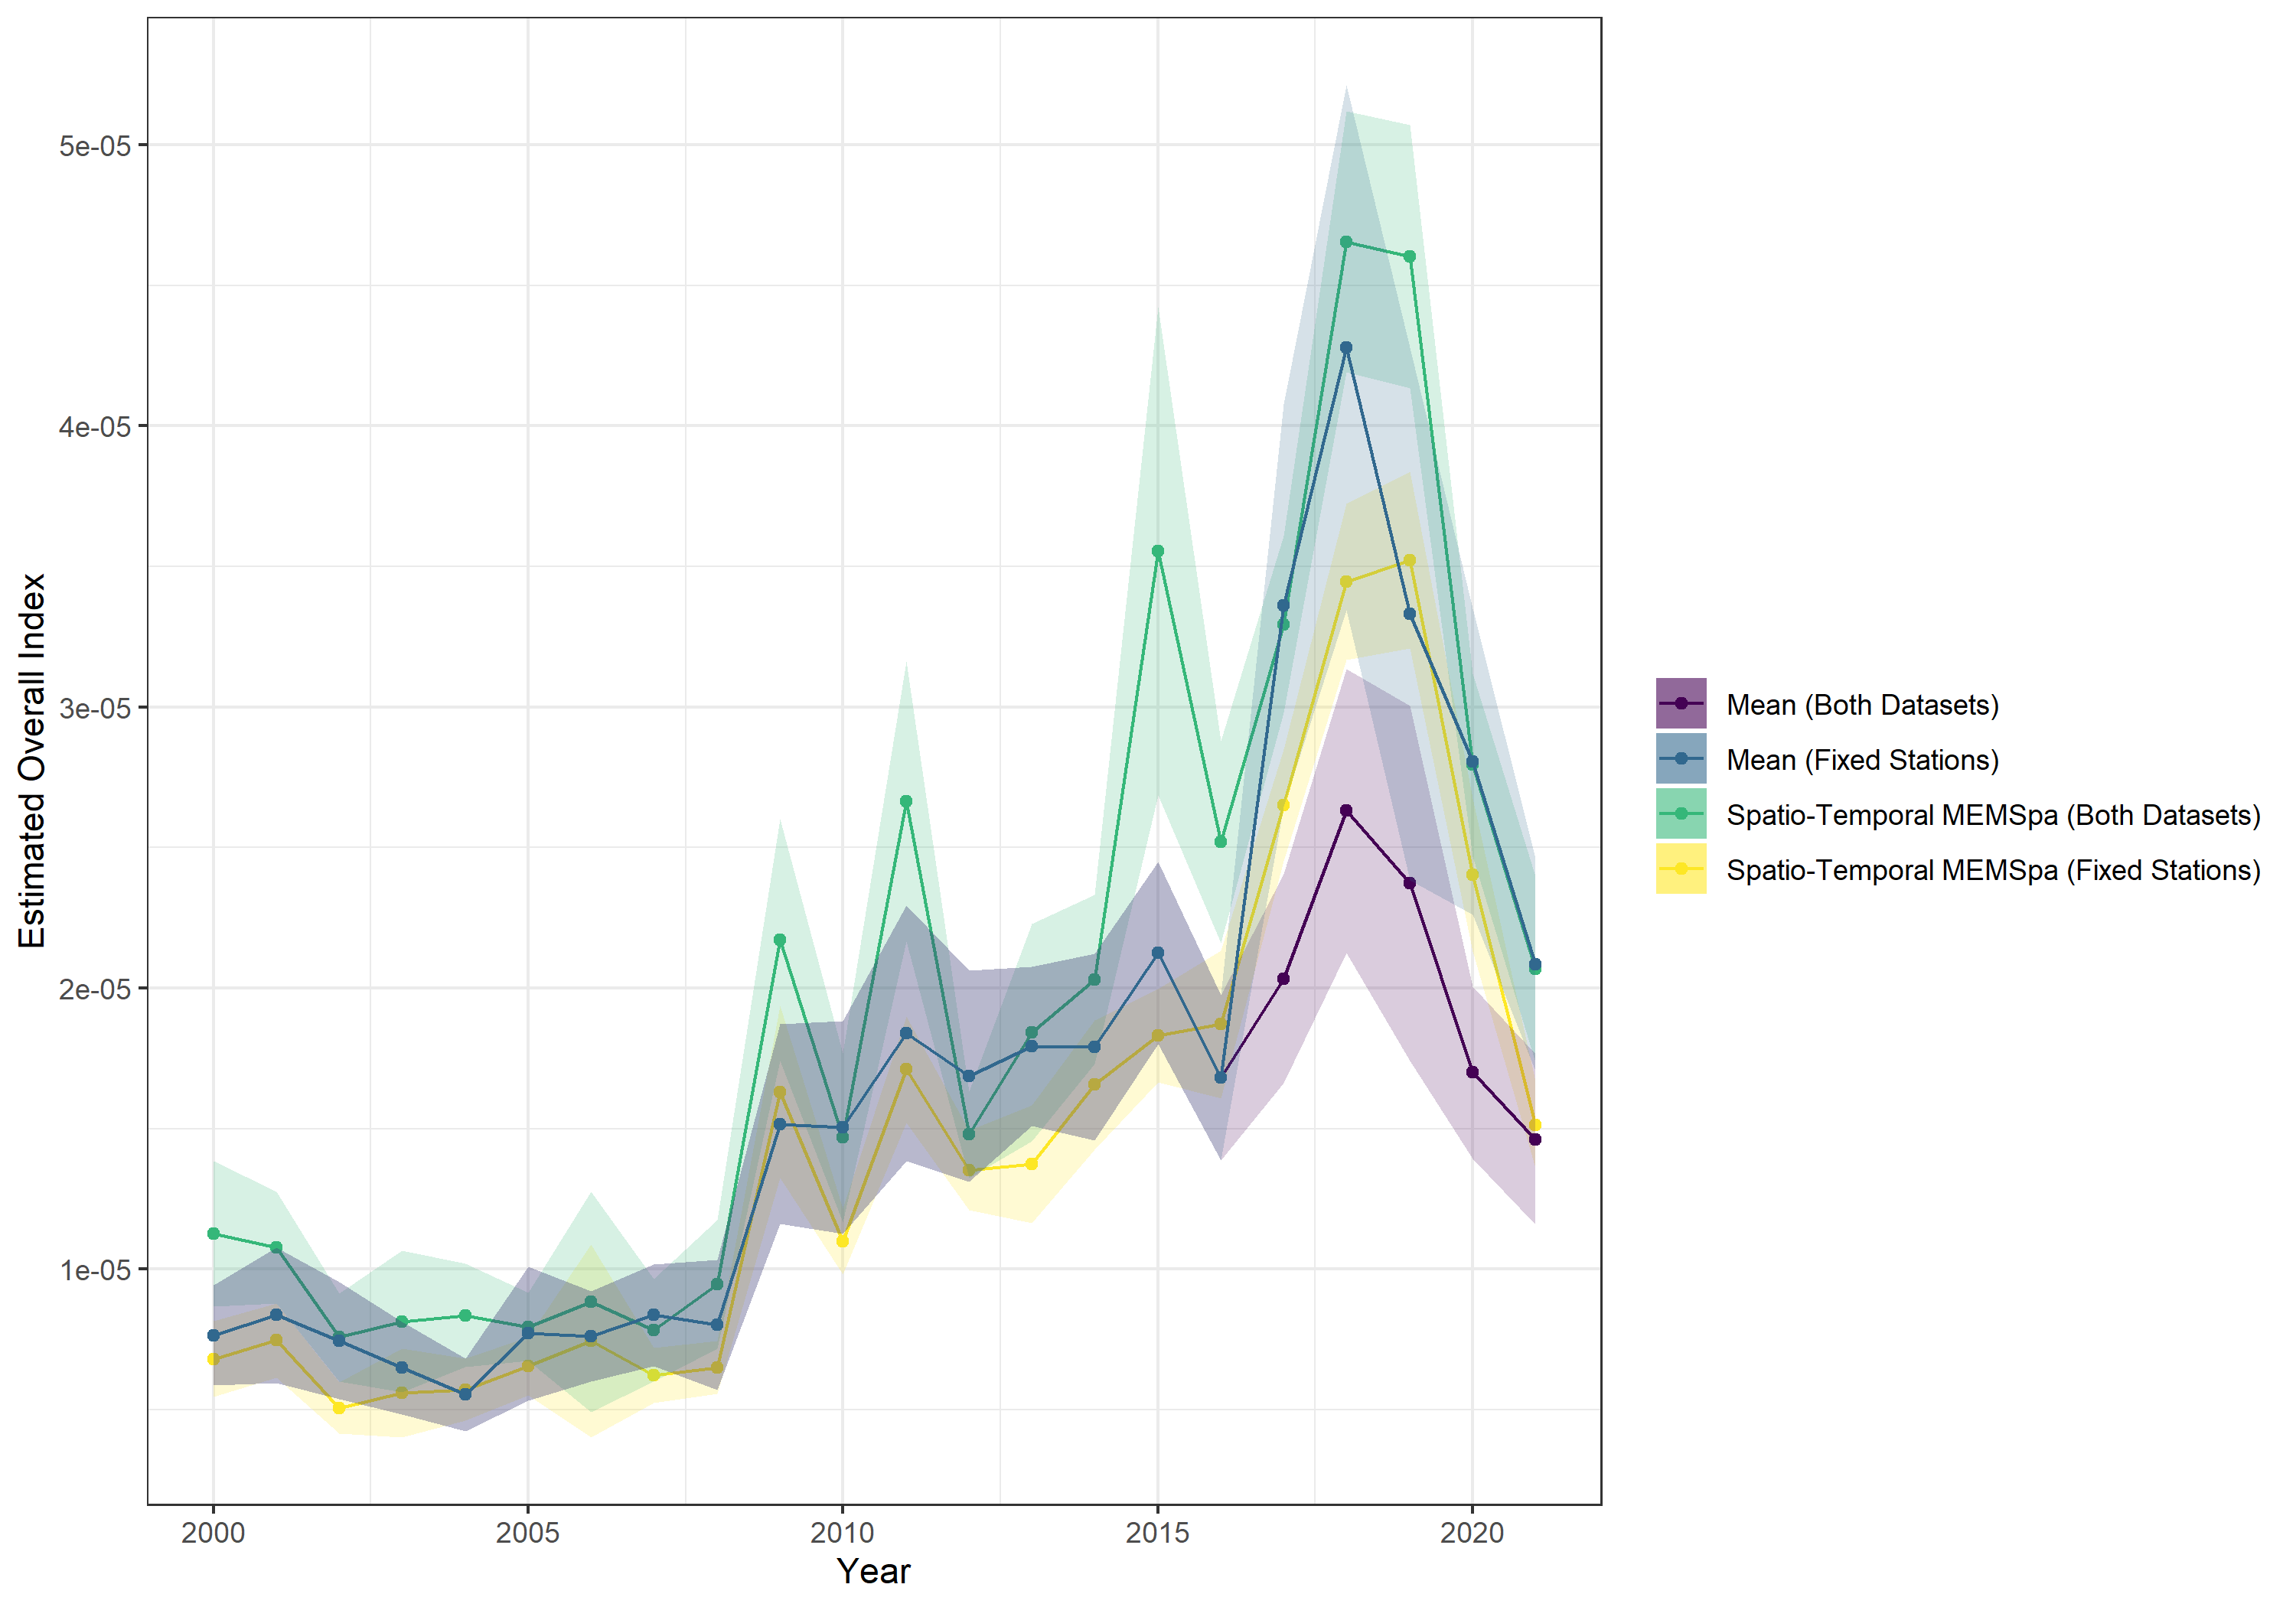 Estimated Overall Index
5e-05
4e-05
3e-05
2e-05
1e-05
2000
2005
2010
2015
2020
Year
Mean (Both Datasets)
Mean (Fixed Stations)
Spatio-Temporal MEMSpa (Both Datasets)
Spatio-Temporal MEMSpa (Fixed Stations)